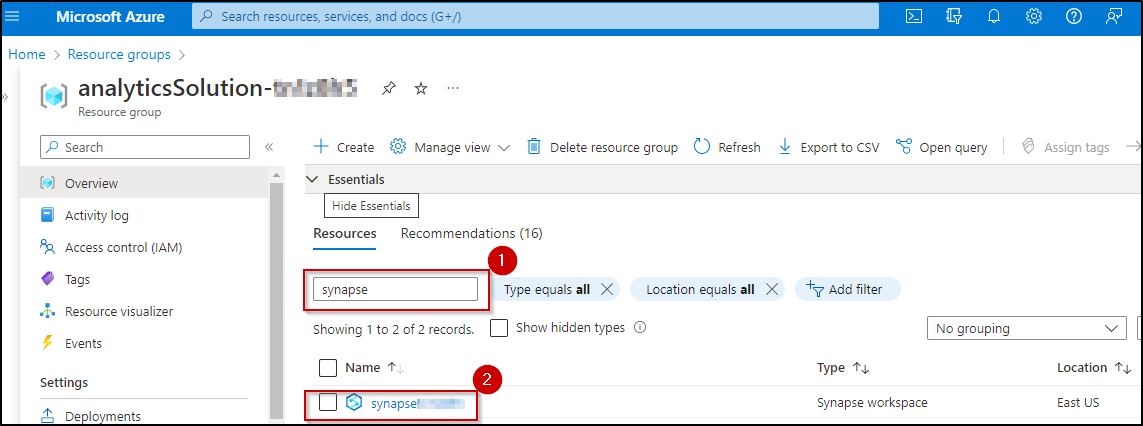 Microsoft Azure
Search resources, services, and docs (G+/)
Home > Resource groups >
analyticsSolution-
Resource group
Search
«
Create
Manage view
Delete resource group
Refresh
Export to CSV
Open query
Assign tags
»
Overview
Activity log
Access control (IAM)
Tags
Resource visualizer
Events
Settings
Deployments
Essentials
Hide Essentials
Resources
Recommendations (16)
1
synapse
Type equals all
Location equals all
Add filter
Showing 1 to 2 of 2 records.
Show hidden types
No grouping
Name
Type
Location
2
synapse
Synapse workspace
East US